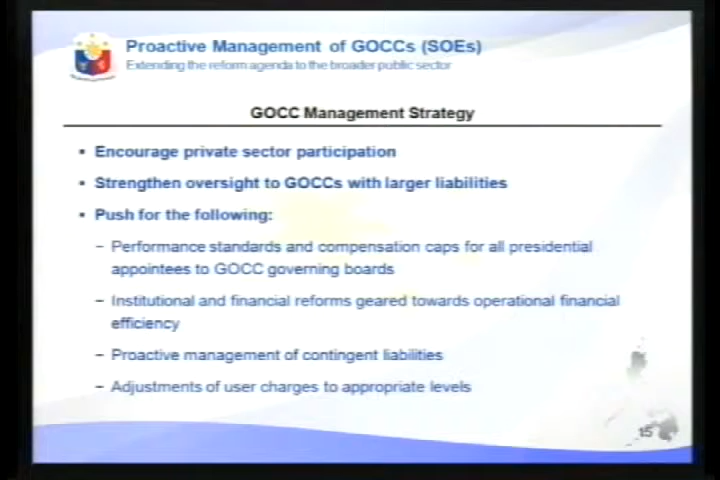 Proactive Management of GOCCs (SOEs)
Extending the reform agenda to the broader public sector
GOCC Management Strategy
▪ Encourage private sector participation
▪ Strengthen oversight to GOCCs with larger liabilities
▪ Push for the following:
– Performance standards and compensation caps for all presidential
appointees to GOCC governing boards
– Institutional and financial reforms geared towards operational financial
efficiency
– Proactive management of contingent liabilities
– Adjustments of user charges to appropriate levels
15